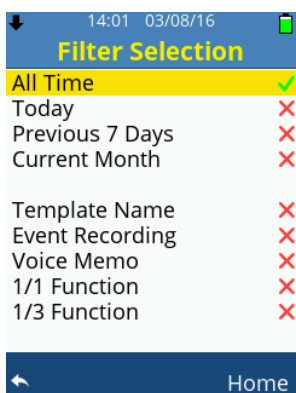 14:01 03/08/16
Filter Selection
All Time
Today
Previous 7 Days
Current Month
Template Name
Event Recording
Voice Memo
1/1 Function
1/3 Function
Home